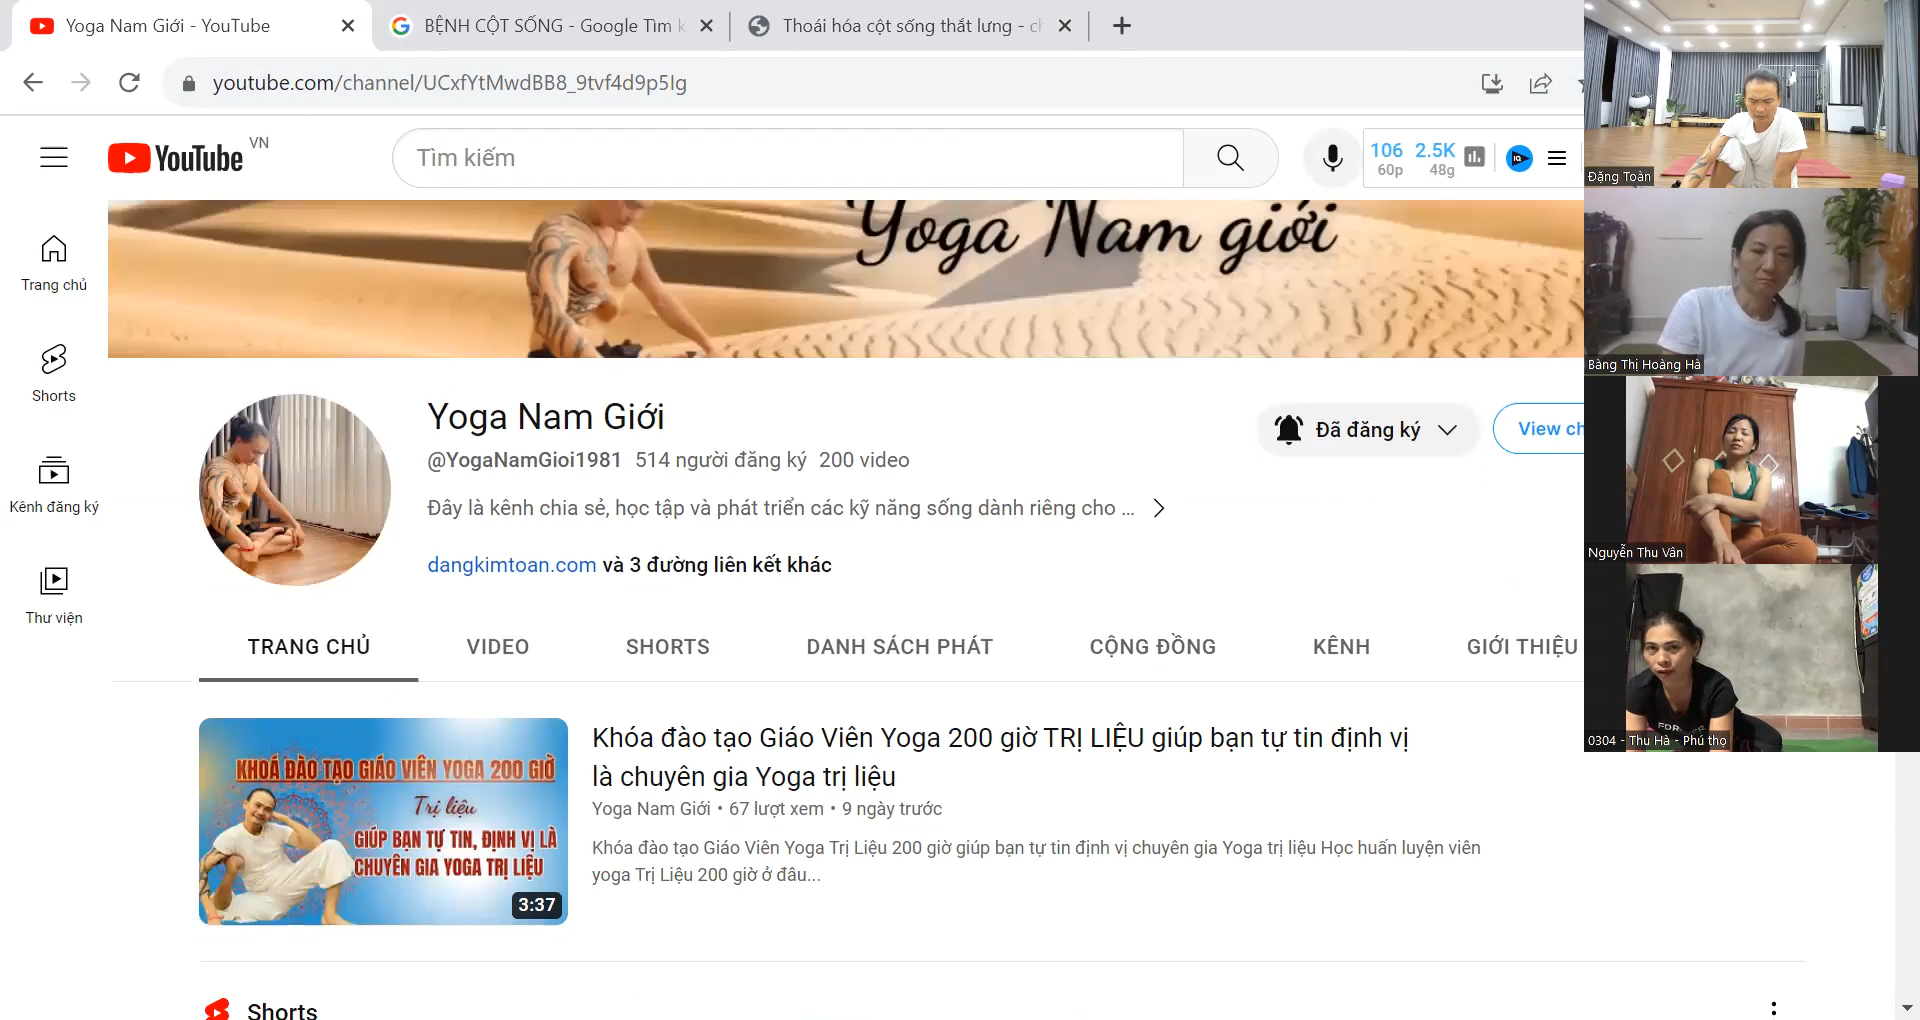 Yoga Nam Giới - YouTube
BỆNH CỘT SỐNG - Google Tìm k
Thoái hóa cột sống thắt lưng - ch
youtube.com/channel/UCxfYtMwdBB8_9tvf4d9p5Ig
YouTube
VN
Tìm kiếm
106 2.5K
60p 48g
Yoga Nam giới
Trang chủ
Shorts
Kênh đăng ký
Thư viện
Yoga Nam Giới
@YogaNamGioi1981 514 người đăng ký 200 video
Đây là kênh chia sẻ, học tập và phát triển các kỹ năng sống dành riêng cho ...
dangkimtoan.com và 3 đường liên kết khác
Đã đăng ký
View ch
TRANG CHỦ VIDEO SHORTS DANH SÁCH PHÁT CỘNG ĐỒNG KÊNH GIỚI THIỆU
KHOÁ ĐÀO TẠO GIÁO VIÊN YOGA 200 GIỜ
Trị liệu
GIÚP BẠN TỰ TIN, ĐỊNH VỊ LÀ
CHUYÊN GIA YOGA TRỊ LIỆU
3:37
Khóa đào tạo Giáo Viên Yoga 200 giờ TRỊ LIỆU giúp bạn tự tin định vị
là chuyên gia Yoga trị liệu
Yoga Nam Giới • 67 lượt xem • 9 ngày trước
Khóa đào tạo Giáo Viên Yoga Trị Liệu 200 giờ giúp bạn tự tin định vị chuyên gia Yoga trị liệu Học huấn luyện viên
yoga Trị Liệu 200 giờ ở đâu...
Shorts
Đặng Toàn
Bàng Thị Hoàng Hà
Nguyễn Thu Vân
0304 - Thu Hà - Phú thọ